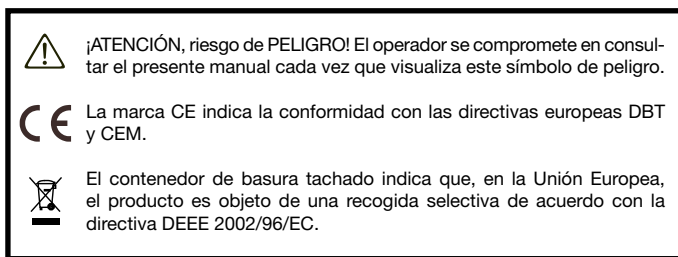 ¡ATENCIÓN, riesgo de PELIGRO! El operador se compromete en consul-
tar el presente manual cada vez que visualiza este símbolo de peligro.
La marca CE indica la conformidad con las directivas europeas DBT
y CEM.
El contenedor de basura tachado indica que, en la Unión Europea,
el producto es objeto de una recogida selectiva de acuerdo con la
directiva DEEE 2002/96/EC.